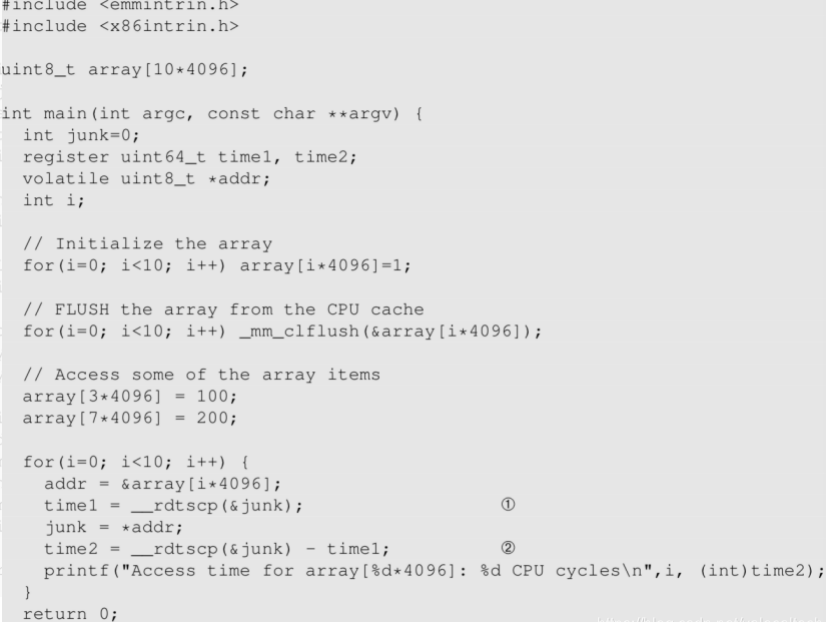 #include <emmintrin.h>
#include <x86intrin.h>
uint8_t array[10*4096];
int main(int argc, const char **argv) {
int junk=0;
register uint64_t time1, time2;
volatile uint8_t *addr;
int i;
// Initialize the array
for(i=0; i<10; i++) array[i*4096]=1;
// FLUSH the array from the CPU cache
for(i=0; i<10; i++) _mm_clflush(&array[i*4096]);
// Access some of the array items
array[3*4096] = 100;
array[7*4096] = 200;
for(i=0; i<10; i++) {
addr = &array[i*4096];
time1 = __rdtscp(&junk); ①
junk = *addr;
time2 = __rdtscp(&junk) - time1; ②
printf("Access time for array[%d*4096]: %d CPU cycles\n",i, (int)time2);
}
return 0;